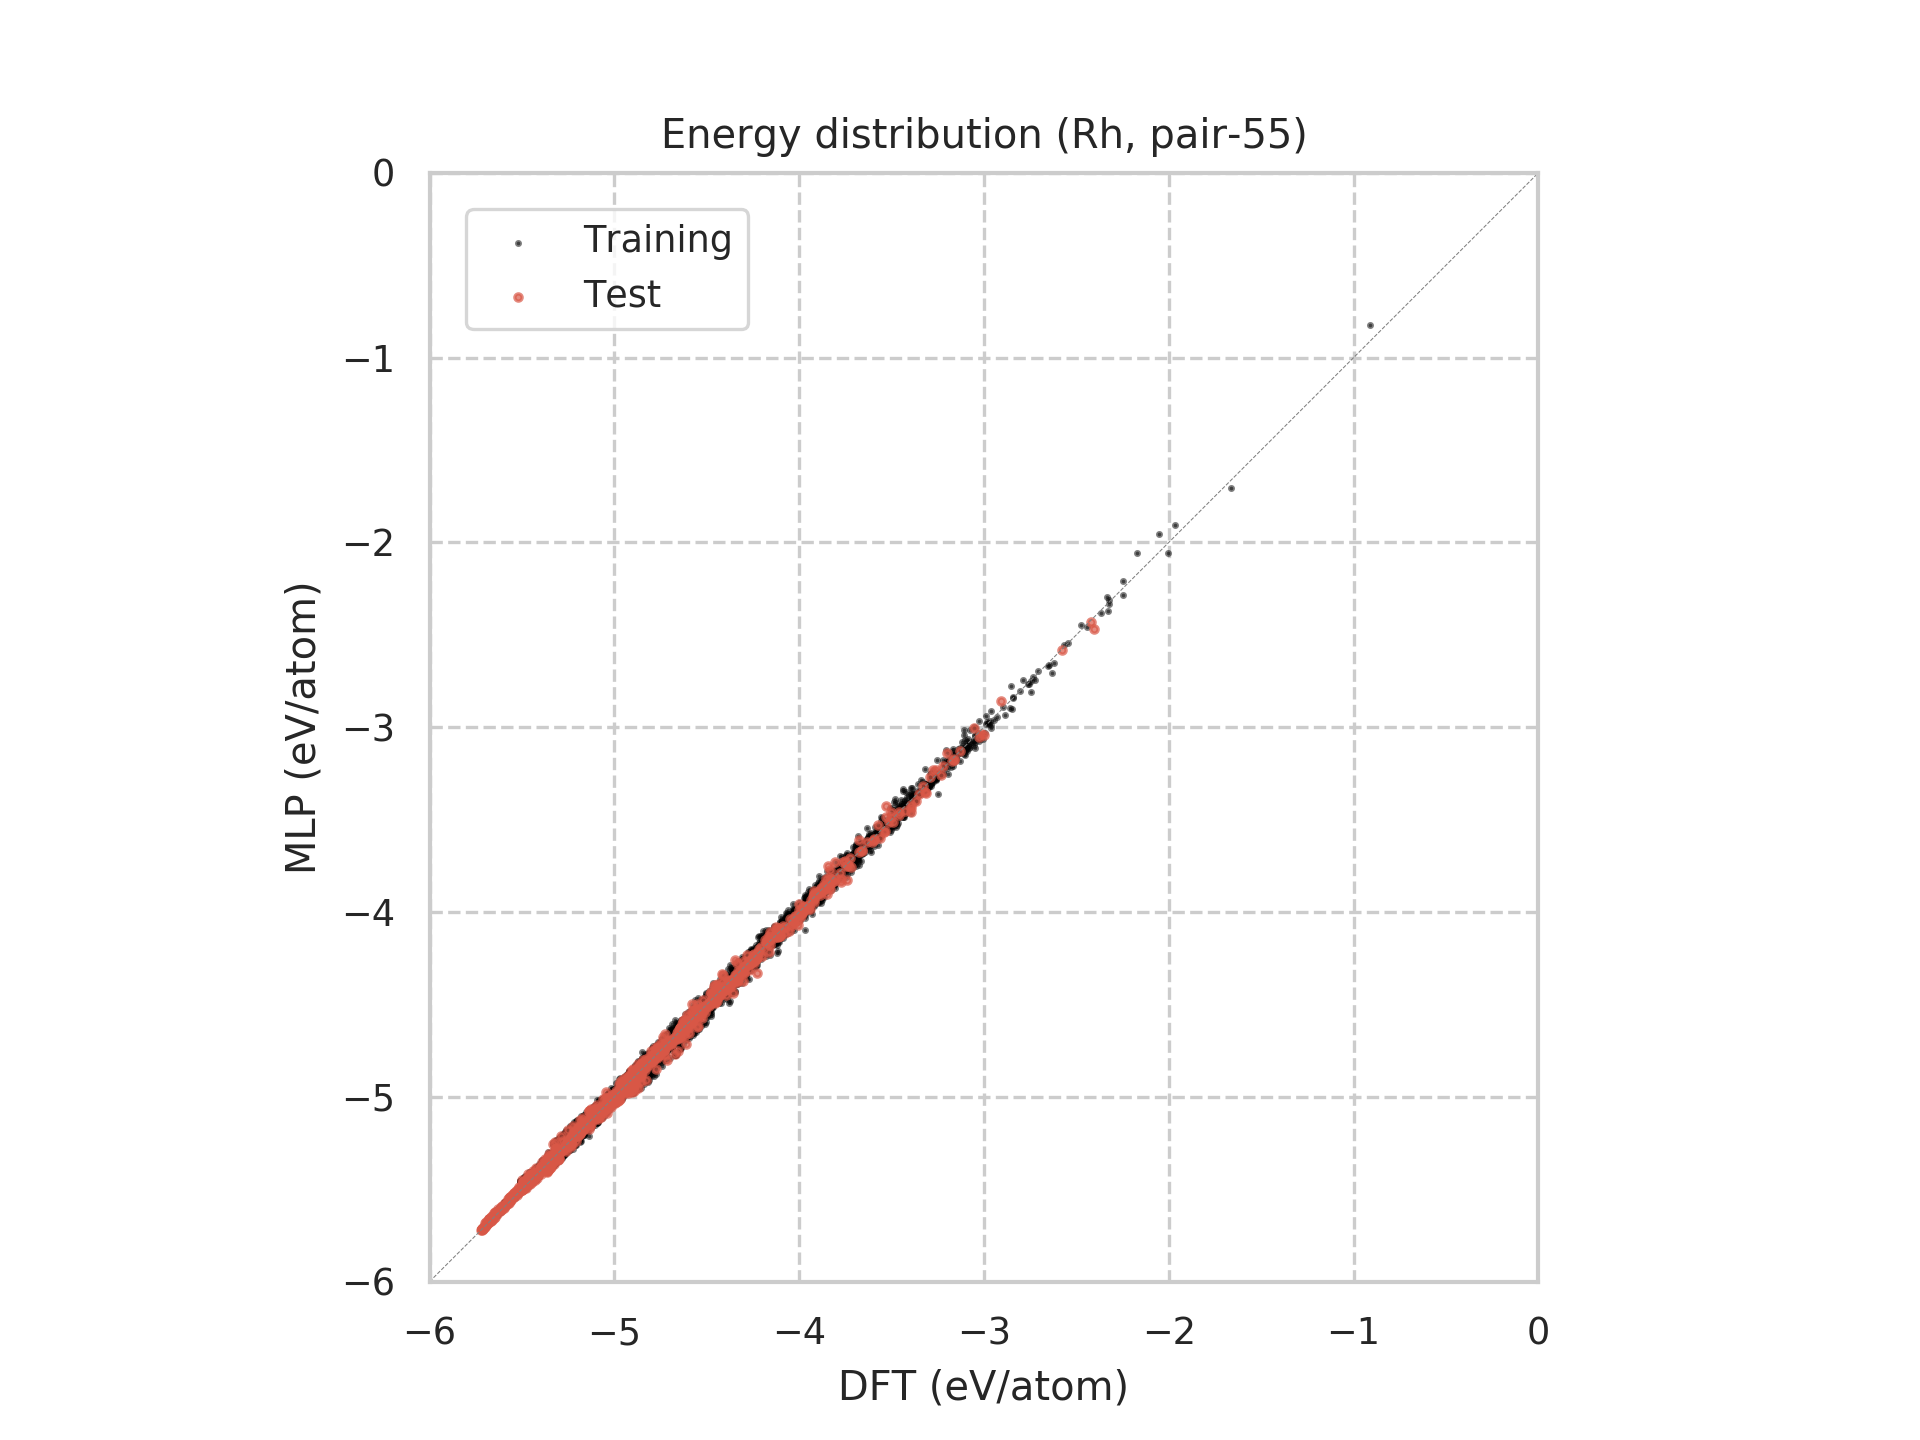 Energy distribution (Rh, pair-55)
0
Training
Test
−1
−2
−3
−4
−5
−6
MLP (eV/atom)
−6 −5 −4 −3 −2 −1 0
DFT (eV/atom)